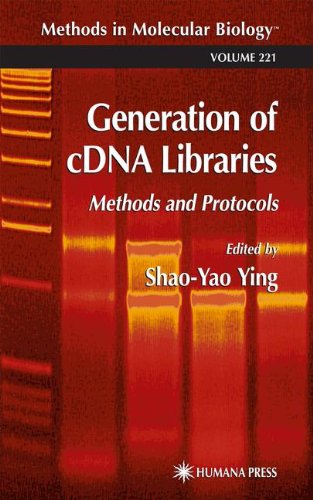 Methods in Molecular Biology™
VOLUME 221
Generation of
cDNA Libraries
Methods and Protocols
Edited by
Shao-Yao Ying
HUMANA PRESS